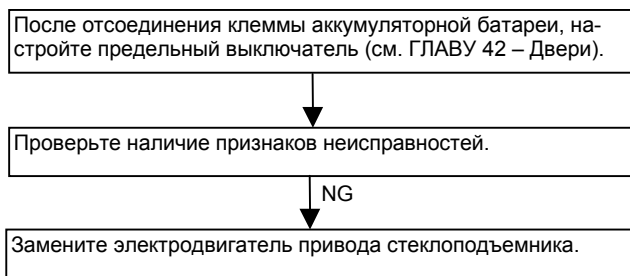 После отсоединения клеммы аккумуляторной батареи, на-
стройте предельный выключатель (см. ГЛАВУ 42 – Двери).
Проверьте наличие признаков неисправностей.
NG
Замените электродвигатель привода стеклоподъемника.